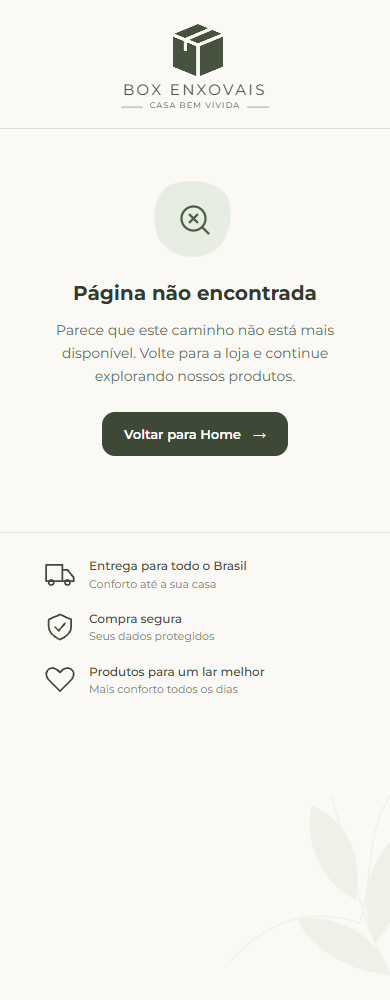 BOX ENXOVAIS
CASA BEM VIVIDA
Página não encontrada
Parece que este caminho não está mais
disponível. Volte para a loja e continue
explorando nossos produtos.
Voltar para Home →
Entrega para todo o Brasil
Conforto até a sua casa
Compra segura
Seus dados protegidos
Produtos para um lar melhor
Mais conforto todos os dias